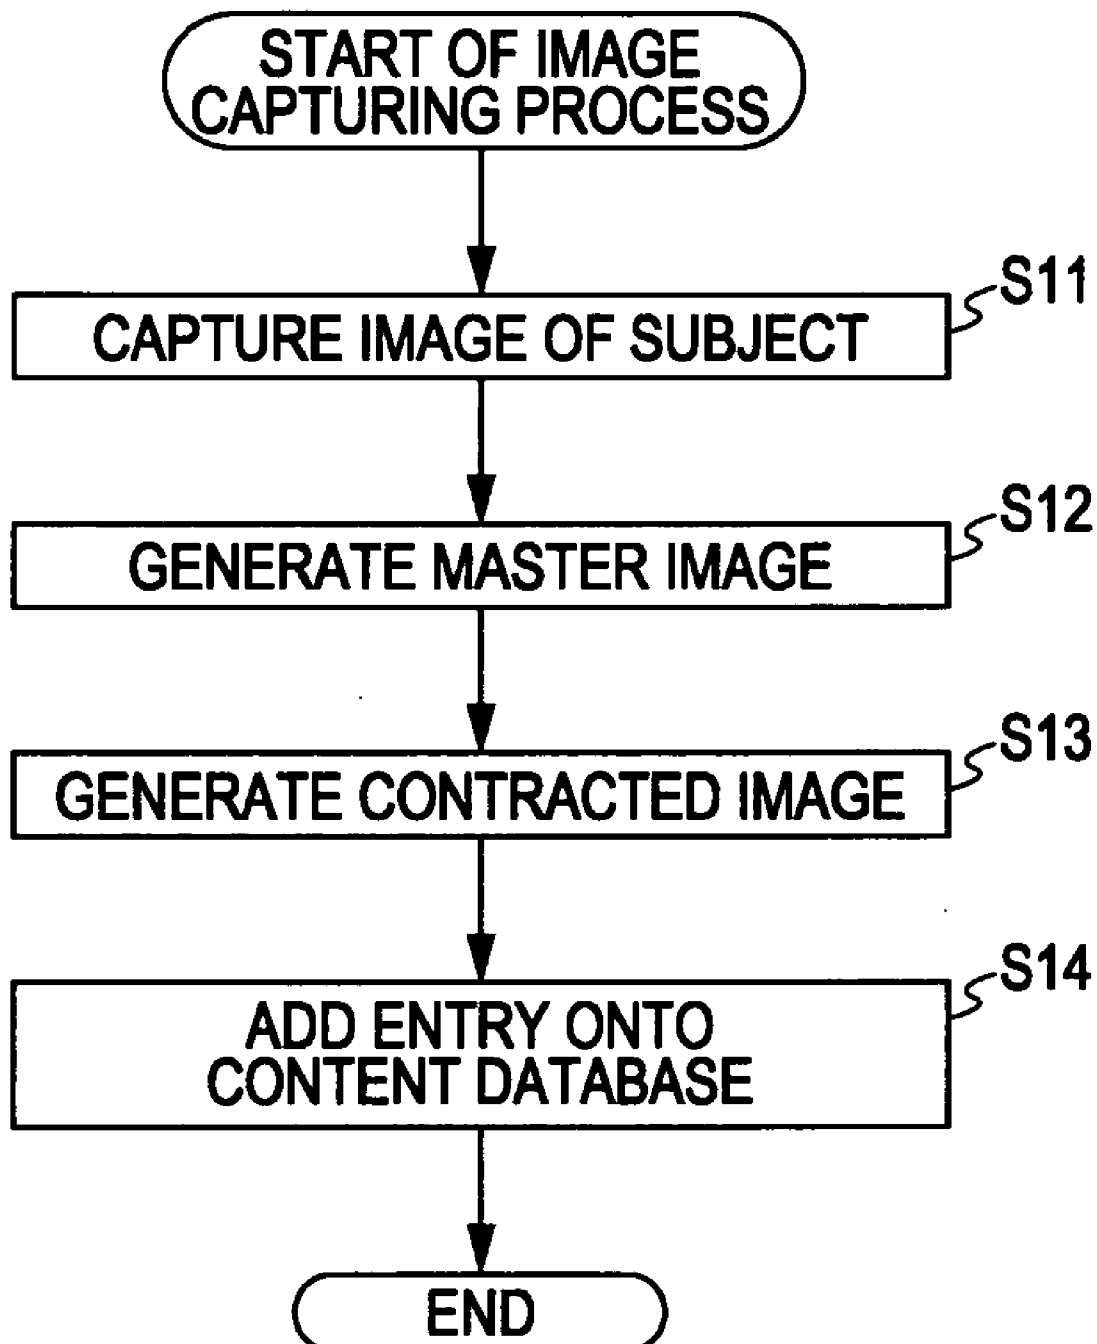 START OF IMAGE
CAPTURING PROCESS
S11
CAPTURE IMAGE OF SUBJECT
S12
GENERATE MASTER IMAGE
S13
GENERATE CONTRACTED IMAGE
S14
ADD ENTRY ONTO
CONTENT DATABASE
END